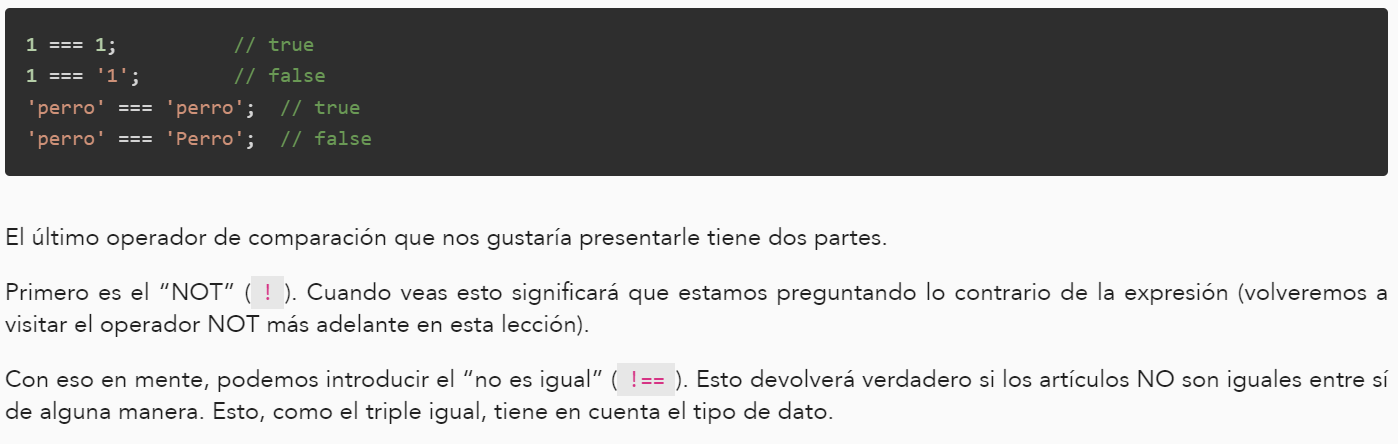 1 === 1;          // true
1 === '1';        // false
'perro' === 'perro';  // true
'perro' === 'Perro';  // false
El último operador de comparación que nos gustaría presentarle tiene dos partes.
Primero es el “NOT” ( ! ). Cuando veas esto significará que estamos preguntando lo contrario de la expresión (volveremos a
visitar el operador NOT más adelante en esta lección).
Con eso en mente, podemos introducir el “no es igual” ( !== ). Esto devolverá verdadero si los artículos NO son iguales entre sí
de alguna manera. Esto, como el triple igual, tiene en cuenta el tipo de dato.